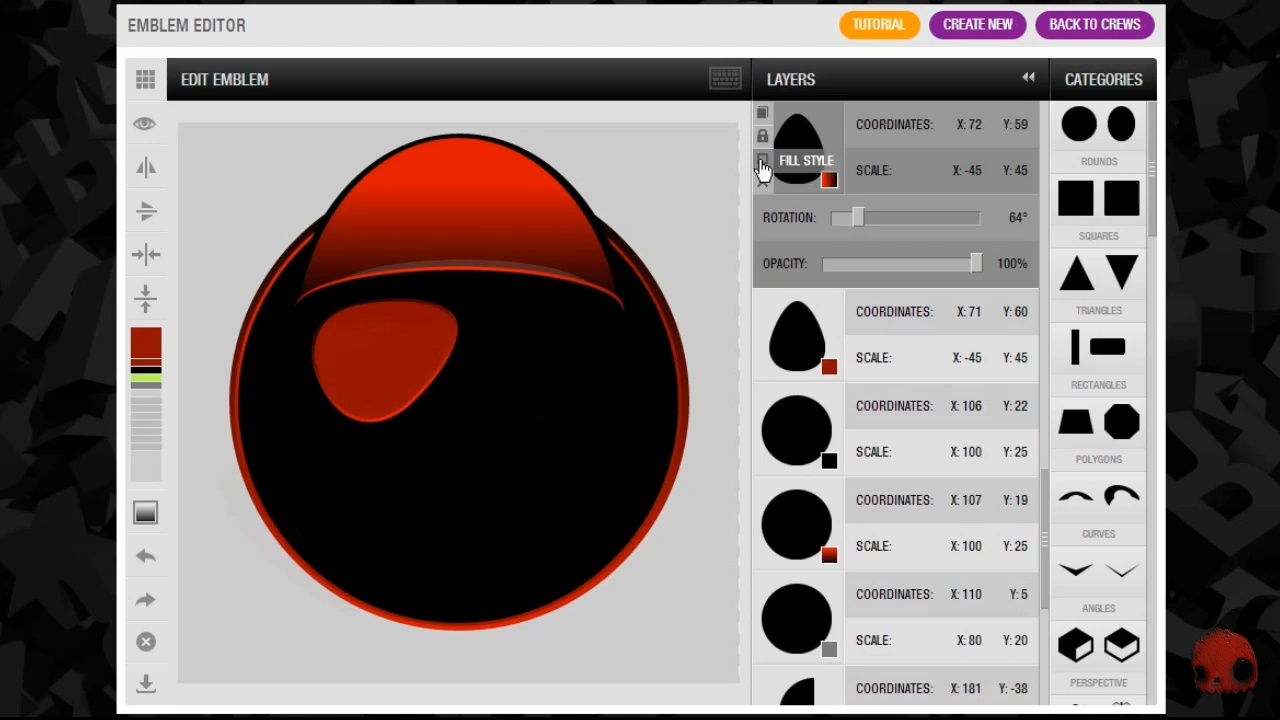 EMBLEM EDITOR
TUTORIAL
CREATE NEW
BACK TO CREWS
EDIT EMBLEM
LAYERS
CATEGORIES
COORDINATES: X: 72 Y: 59
FILL STYLE
SCALE: X: -45 Y: 45
ROTATION: 64°
OPACITY: 100%
COORDINATES: X: 71 Y: 60
SCALE: X: -45 Y: 45
COORDINATES: X: 106 Y: 22
SCALE: X: 100 Y: 25
COORDINATES: X: 107 Y: 19
SCALE: X: 100 Y: 25
COORDINATES: X: 110 Y: 5
SCALE: X: 80 Y: 20
COORDINATES: X: 181 Y: -38
ROUNDS
SQUARES
TRIANGLES
RECTANGLES
POLYGONS
CURVES
ANGLES
PERSPECTIVE